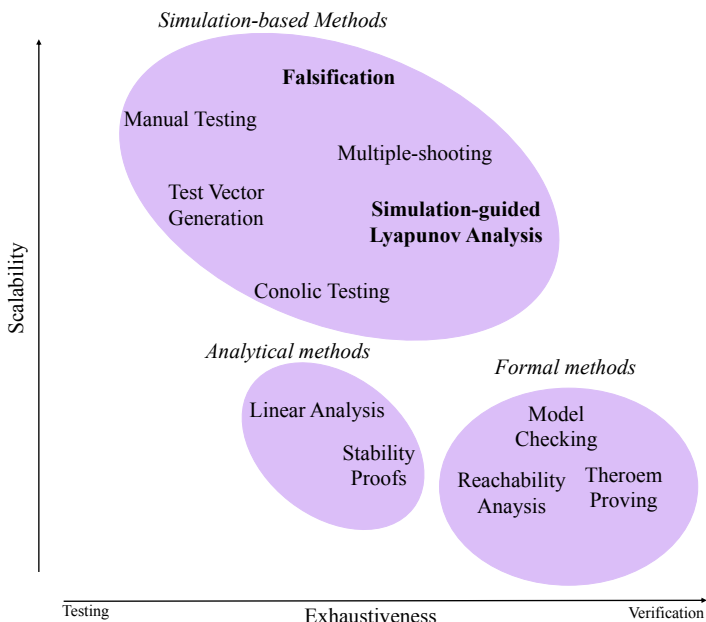 Simulation-based Methods
Falsification
Manual Testing
Multiple-shooting
Test Vector
Generation
Simulation-guided
Lyapunov Analysis
Conolic Testing
Scalability
Analytical methods
Linear Analysis
Stability
Proofs
Formal methods
Model
Checking
Reachability
Anaysis
Theroem
Proving
Testing
Exhaustiveness
Verification